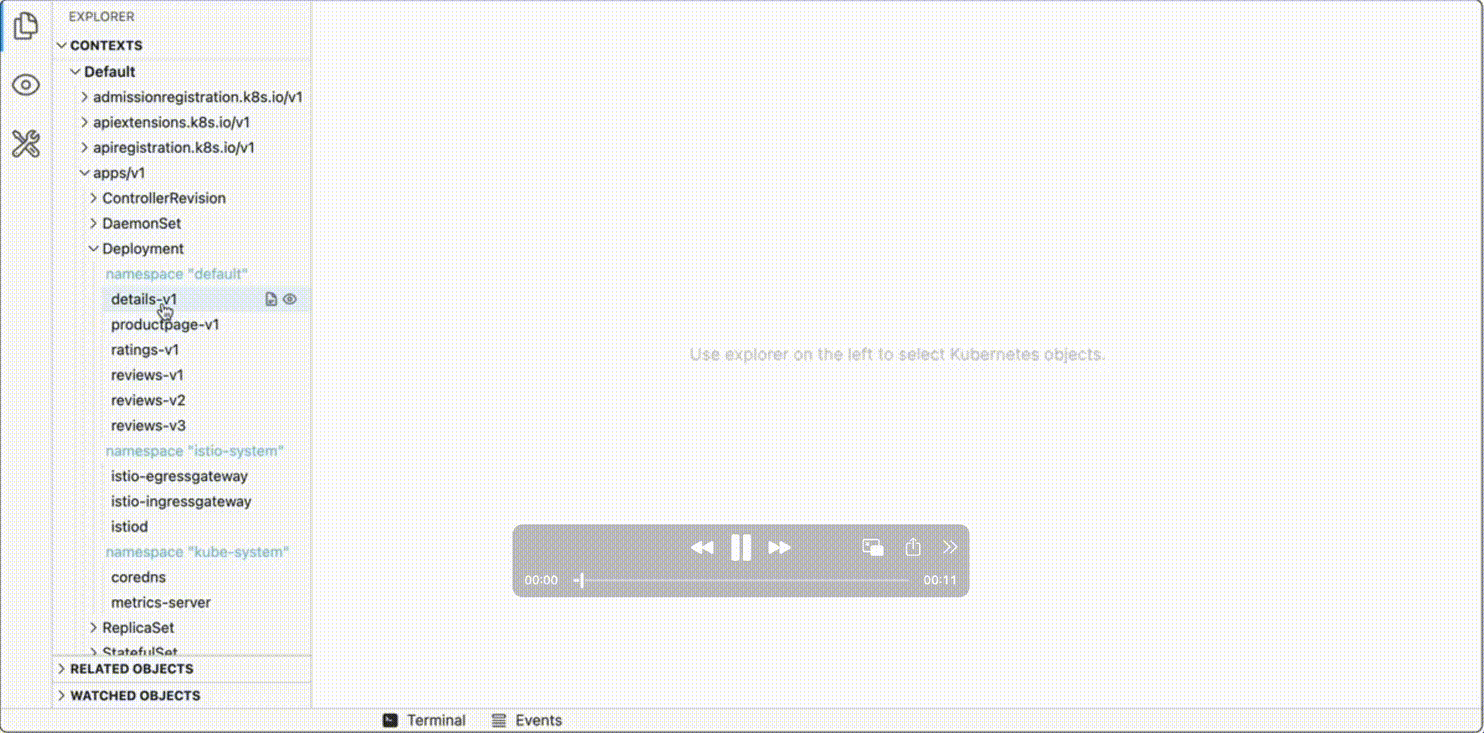 EXPLORER
CONTEXTS
Default
admissionregistration.k8s.io/v1
apiextensions.k8s.io/v1
apiregistration.k8s.io/v1
apps/v1
ControllerRevision
DaemonSet
Deployment
namespace "default"
details-v1
productpage-v1
ratings-v1
reviews-v1
reviews-v2
reviews-v3
namespace "istio-system"
istio-egressgateway
istio-ingressgateway
istiod
namespace "kube-system"
coredns
metrics-server
ReplicaSet
StatefulSet
RELATED OBJECTS
WATCHED OBJECTS
Use explorer on the left to select Kubernetes objects.
00:00
00:11
Terminal
Events